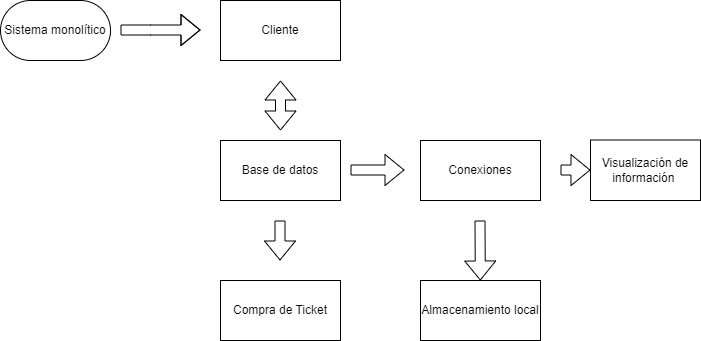 Sistema monolítico
Cliente
Base de datos
Conexiones
Visualización de
información
Compra de Ticket
Almacenamiento local